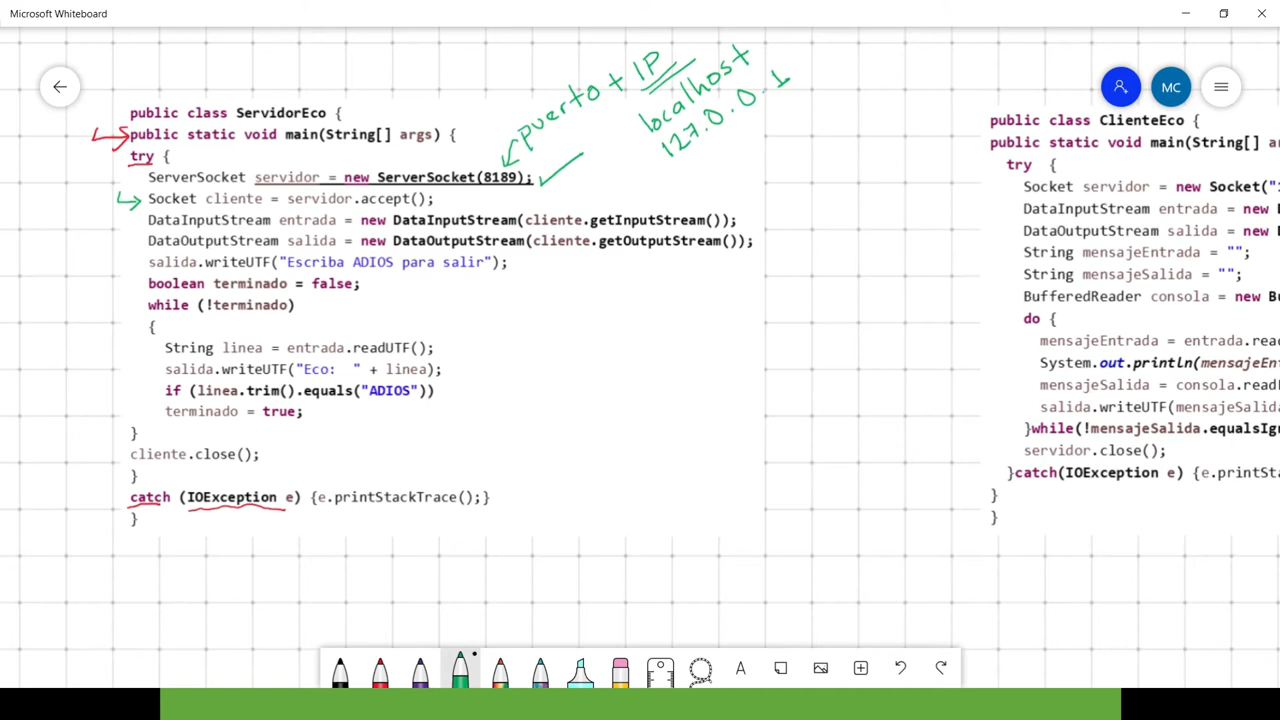 Microsoft Whiteboard
puerto + IP
localhost
127.0.0.1
MC
public class ServidorEco {
public static void main(String[] args) {
try {
ServerSocket servidor = new ServerSocket(8189);
Socket cliente = servidor.accept();
DataInputStream entrada = new DataInputStream(cliente.getInputStream());
DataOutputStream salida = new DataOutputStream(cliente.getOutputStream());
salida.writeUTF("Escriba ADIOS para salir");
boolean terminado = false;
while (!terminado)
{
String linea = entrada.readUTF();
salida.writeUTF("Eco:  " + linea);
if (linea.trim().equals("ADIOS"))
terminado = true;
}
cliente.close();
}
catch (IOException e) {e.printStackTrace();}
}
public class ClienteEco {
public static void main(String[] a
try {
Socket servidor = new Socket("1
DataInputStream entrada = new D
DataOutputStream salida = new D
String mensajeEntrada = "";
String mensajeSalida = "";
BufferedReader consola = new Bu
do {
mensajeEntrada = entrada.rea
System.out.println(mensajeEn
mensajeSalida = consola.readl
salida.writeUTF(mensajeSalida
}while(!mensajeSalida.equalsIgn
servidor.close();
}catch(IOException e) {e.printSta
}
}
A